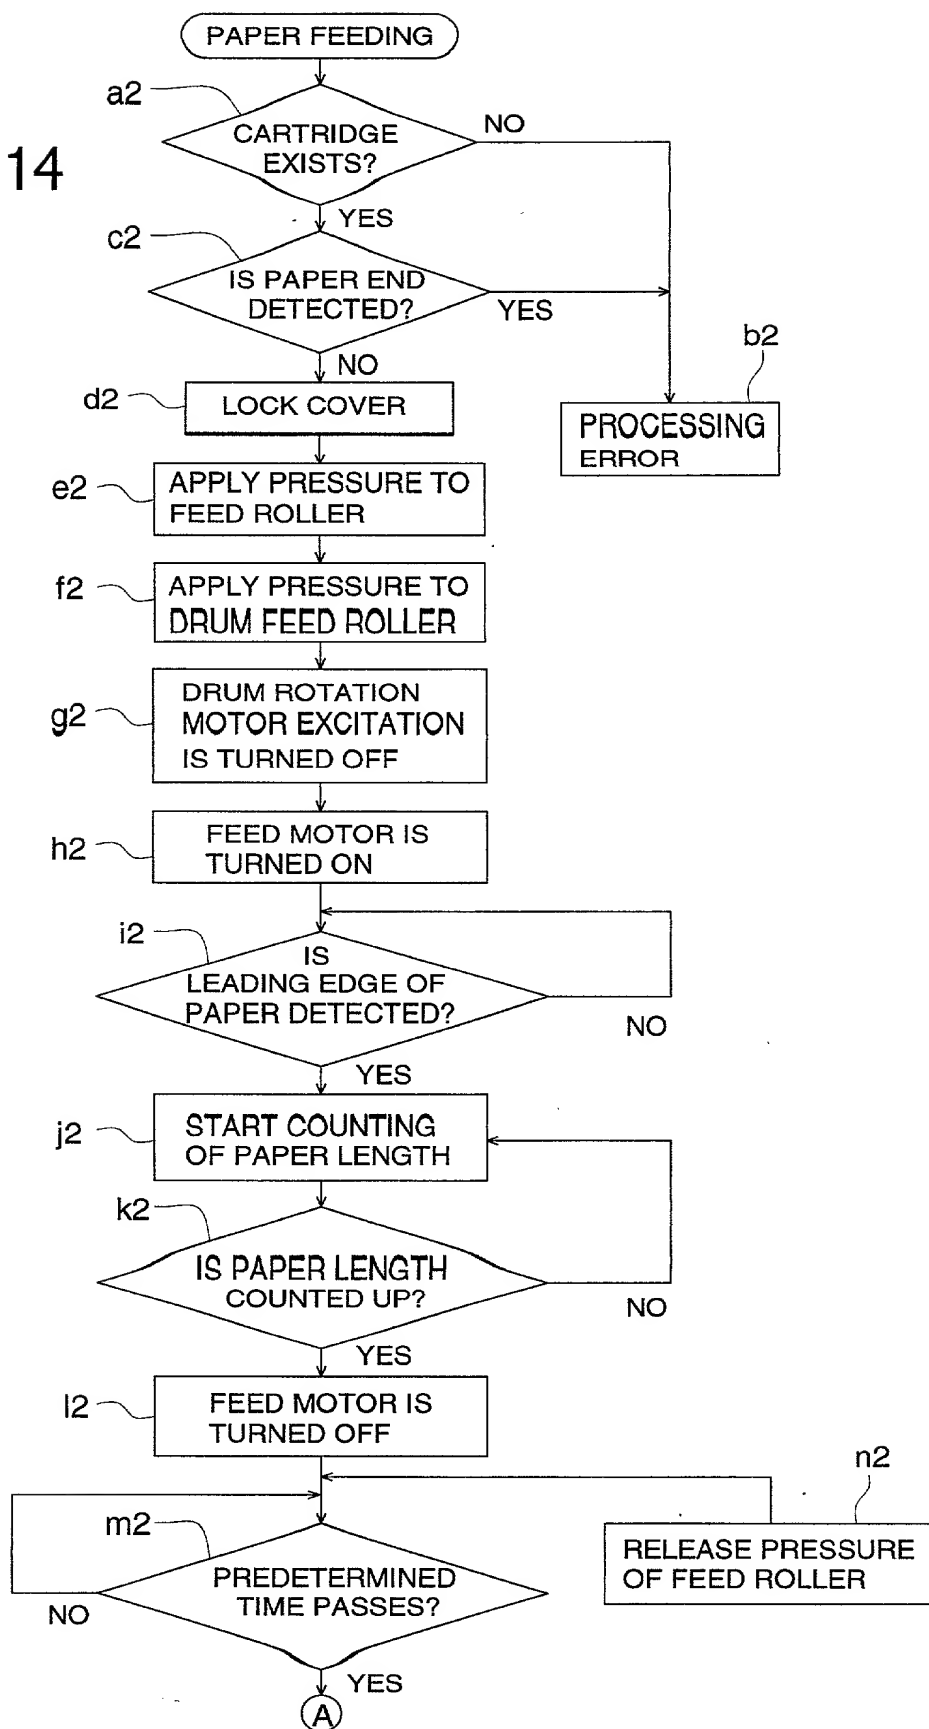 PAPER FEEDING
a2
CARTRIDGE
EXISTS?
NO
14
YES
c2
IS PAPER END
DETECTED?
YES
b2
NO
d2
LOCK COVER
PROCESSING
ERROR
e2
APPLY PRESSURE TO
FEED ROLLER
f2
APPLY PRESSURE TO
DRUM FEED ROLLER
g2
DRUM ROTATION
MOTOR EXCITATION
IS TURNED OFF
h2
FEED MOTOR IS
TURNED ON
i2
IS
LEADING EDGE OF
PAPER DETECTED?
NO
YES
j2
START COUNTING
OF PAPER LENGTH
k2
IS PAPER LENGTH
COUNTED UP?
NO
YES
l2
FEED MOTOR IS
TURNED OFF
n2
m2
RELEASE PRESSURE
OF FEED ROLLER
PREDETERMINED
TIME PASSES?
NO
YES
A